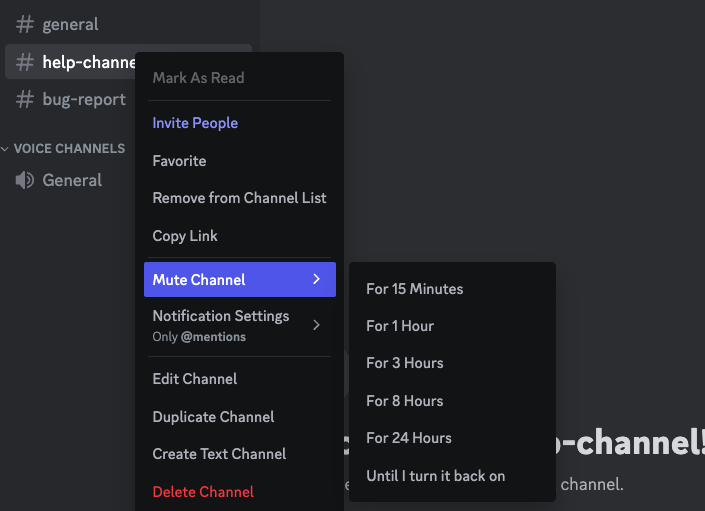 general
help-channe
bug-report
VOICE CHANNELS
General
Mark As Read
Invite People
Favorite
Remove from Channel List
Copy Link
Mute Channel
Notification Settings
Only @mentions
Edit Channel
Duplicate Channel
Create Text Channel
Delete Channel
For 15 Minutes
For 1 Hour
For 3 Hours
For 8 Hours
For 24 Hours
Until I turn it back on
-channel!
channel.